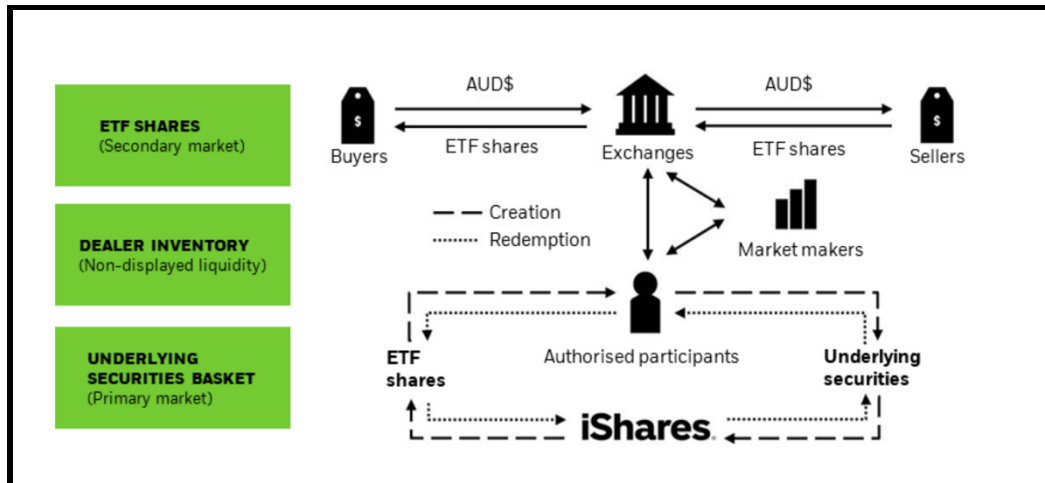 ETF SHARES
(Secondary market)
DEALER INVENTORY
(Non-displayed liquidity)
UNDERLYING
SECURITIES BASKET
(Primary market)
AUD$
AUD$
$
$
Buyers
ETF shares
Exchanges
ETF shares
Sellers
Creation
Redemption
Market makers
ETF
shares
Authorised participants
Underlying
securities
iShares.